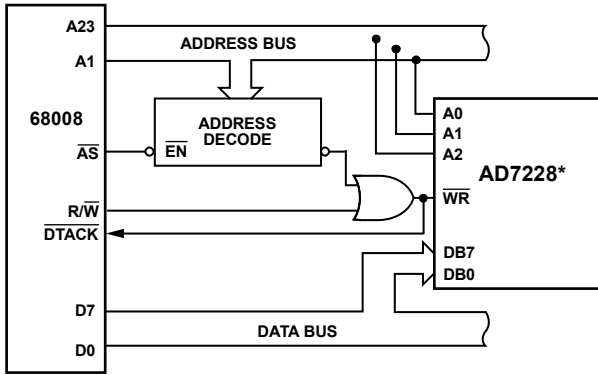 A23
ADDRESS BUS
A1
68008
ADDRESS
DECODE
A0
A1
A2
AD7228*
AS
EN
R/W
WR
DTACK
DB7
DB0
D7
DATA BUS
D0